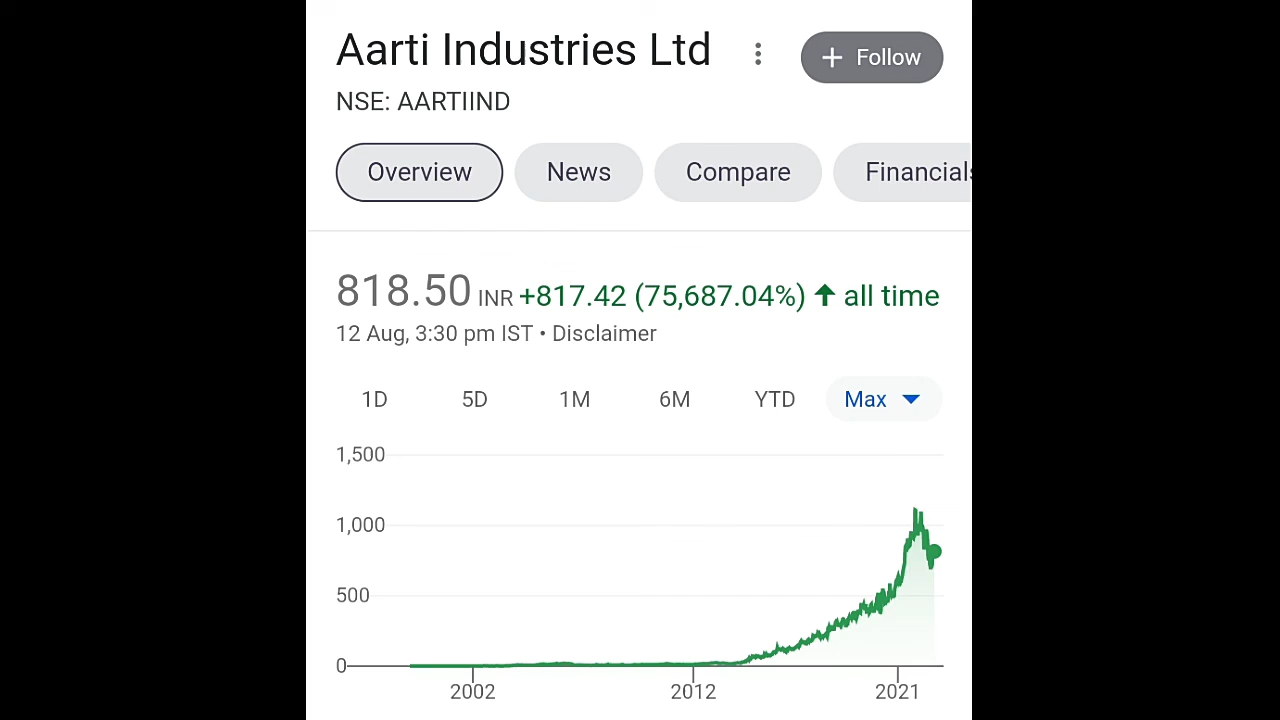 Aarti Industries Ltd
+ Follow
NSE: AARTIIND
Overview News Compare Financials
818.50 INR +817.42 (75,687.04%) ↑ all time
12 Aug, 3:30 pm IST • Disclaimer
1D 5D 1M 6M YTD Max
1,500
1,000
500
0
2002 2012 2021